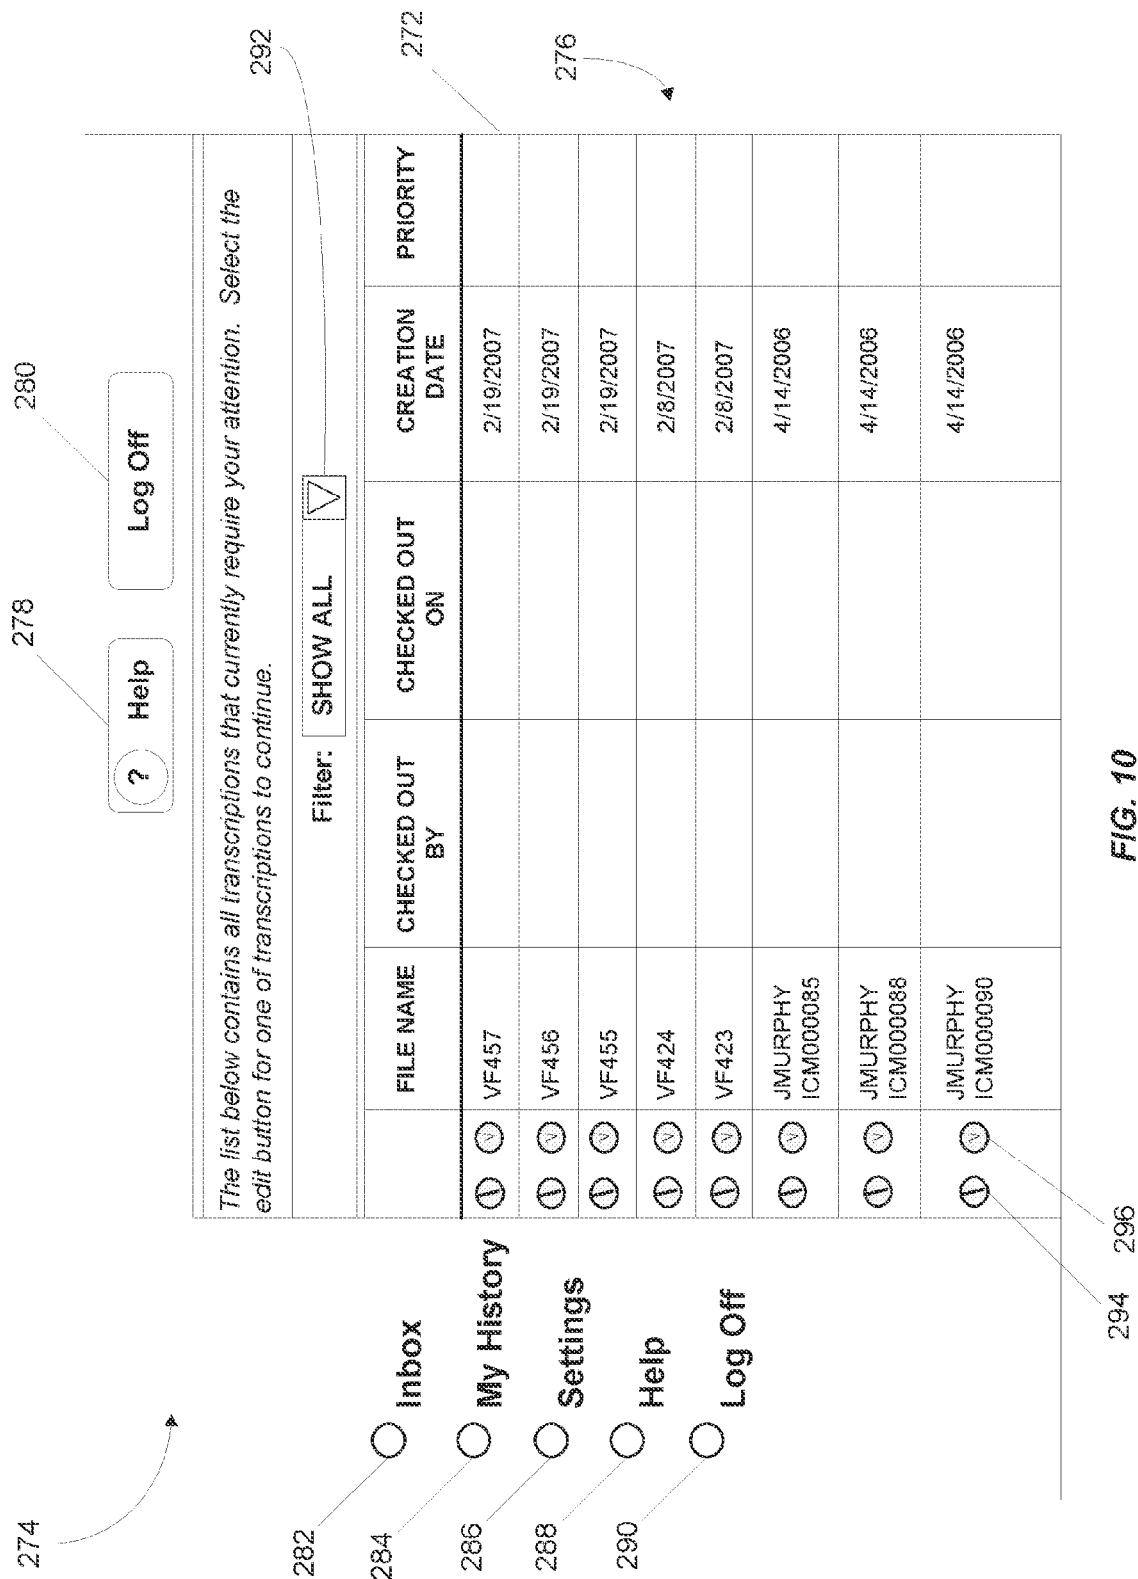 274
278
280
? Help
Log Off
The list below contains all transcriptions that currently require your attention. Select the
edit button for one of transcriptions to continue.
292
Filter: SHOW ALL
282 Inbox
284 My History
286 Settings
288 Help
290 Log Off
272
276
FILE NAME CHECKED OUT BY CHECKED OUT ON CREATION DATE PRIORITY
V VF457 2/19/2007
V VF456 2/19/2007
V VF455 2/19/2007
V VF424 2/8/2007
V VF423 2/8/2007
V JMURPHY 4/14/2006
ICM000085
V JMURPHY 4/14/2006
ICM000088
V JMURPHY 4/14/2006
ICM000090
294
296
FIG. 10